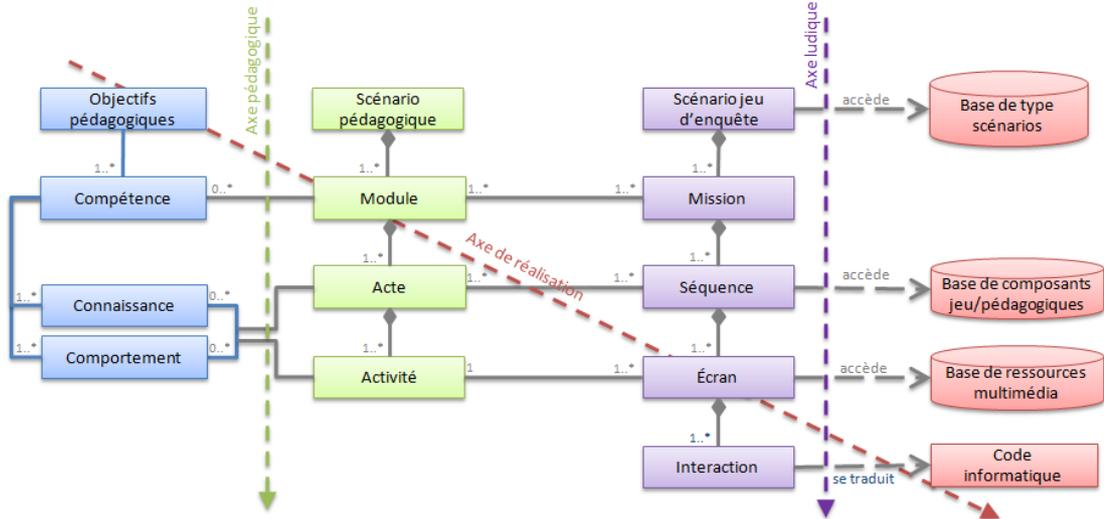 Axe pédagogique
Axe ludique
Objectifs
pédagogiques
Scénario
pédagogique
Scénario jeu
d'enquête
accède
Base de type
scénarios
1..*
1..*
1..*
Compétence
0..*
Module
1..*
1..*
Mission
Axe de réalisation
1..*
1..*
1..*
Connaissance
0..*
Acte
1..*
1..*
Séquence
accède
Base de composants
jeu/pédagogiques
1..*
Comportement
0..*
1..*
1..*
Activité
1
1..*
Écran
accède
Base de ressources
multimédia
1..*
Interaction
se traduit
Code
informatique